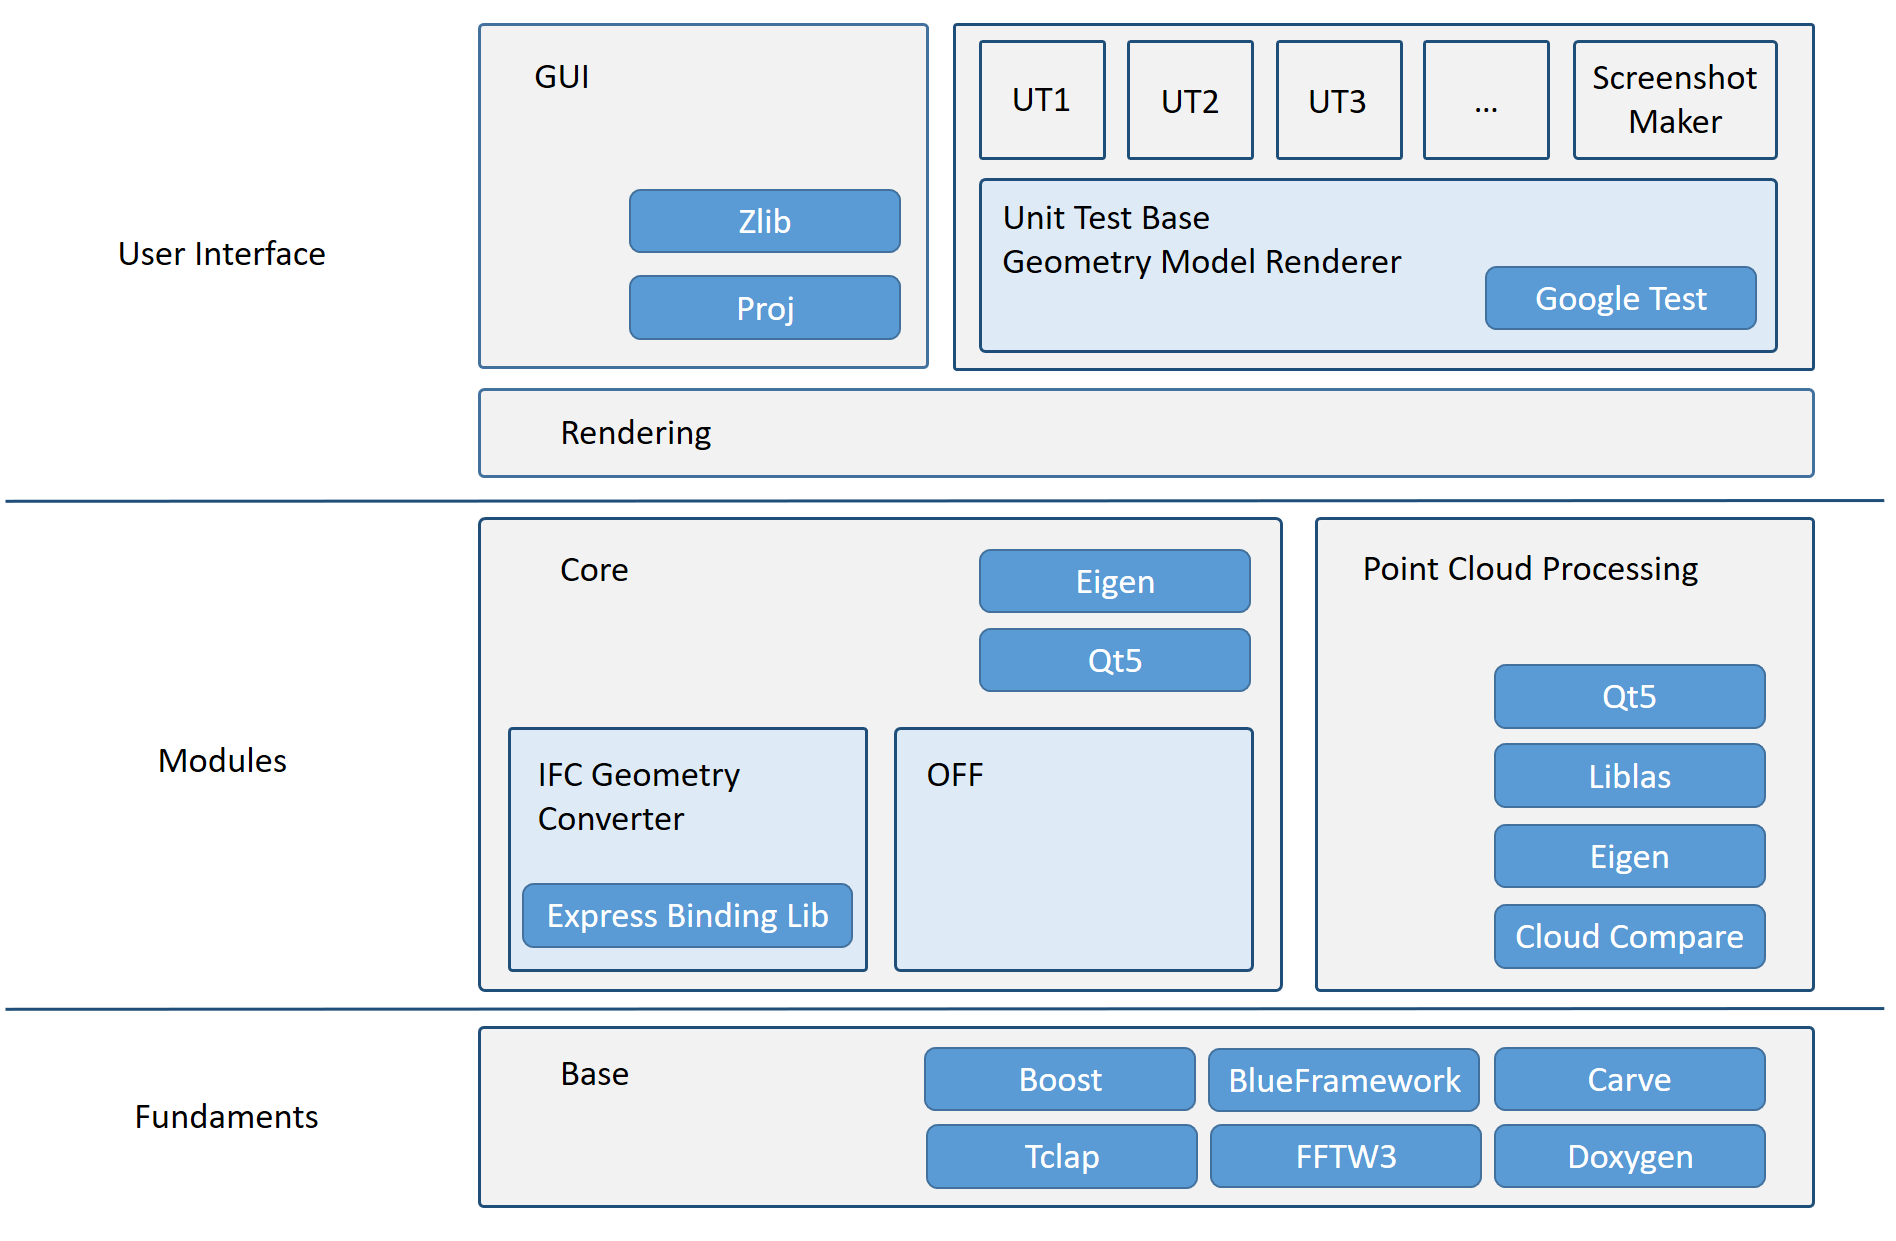 User Interface
GUI
Zlib
Proj
UT1
UT2
UT3
...
Screenshot
Maker
Unit Test Base
Geometry Model Renderer
Google Test
Rendering
Modules
Core
Eigen
Qt5
IFC Geometry
Converter
Express Binding Lib
OFF
Point Cloud Processing
Qt5
Liblas
Eigen
Cloud Compare
Fundaments
Base
Boost
BlueFramework
Carve
Tclap
FFTW3
Doxygen